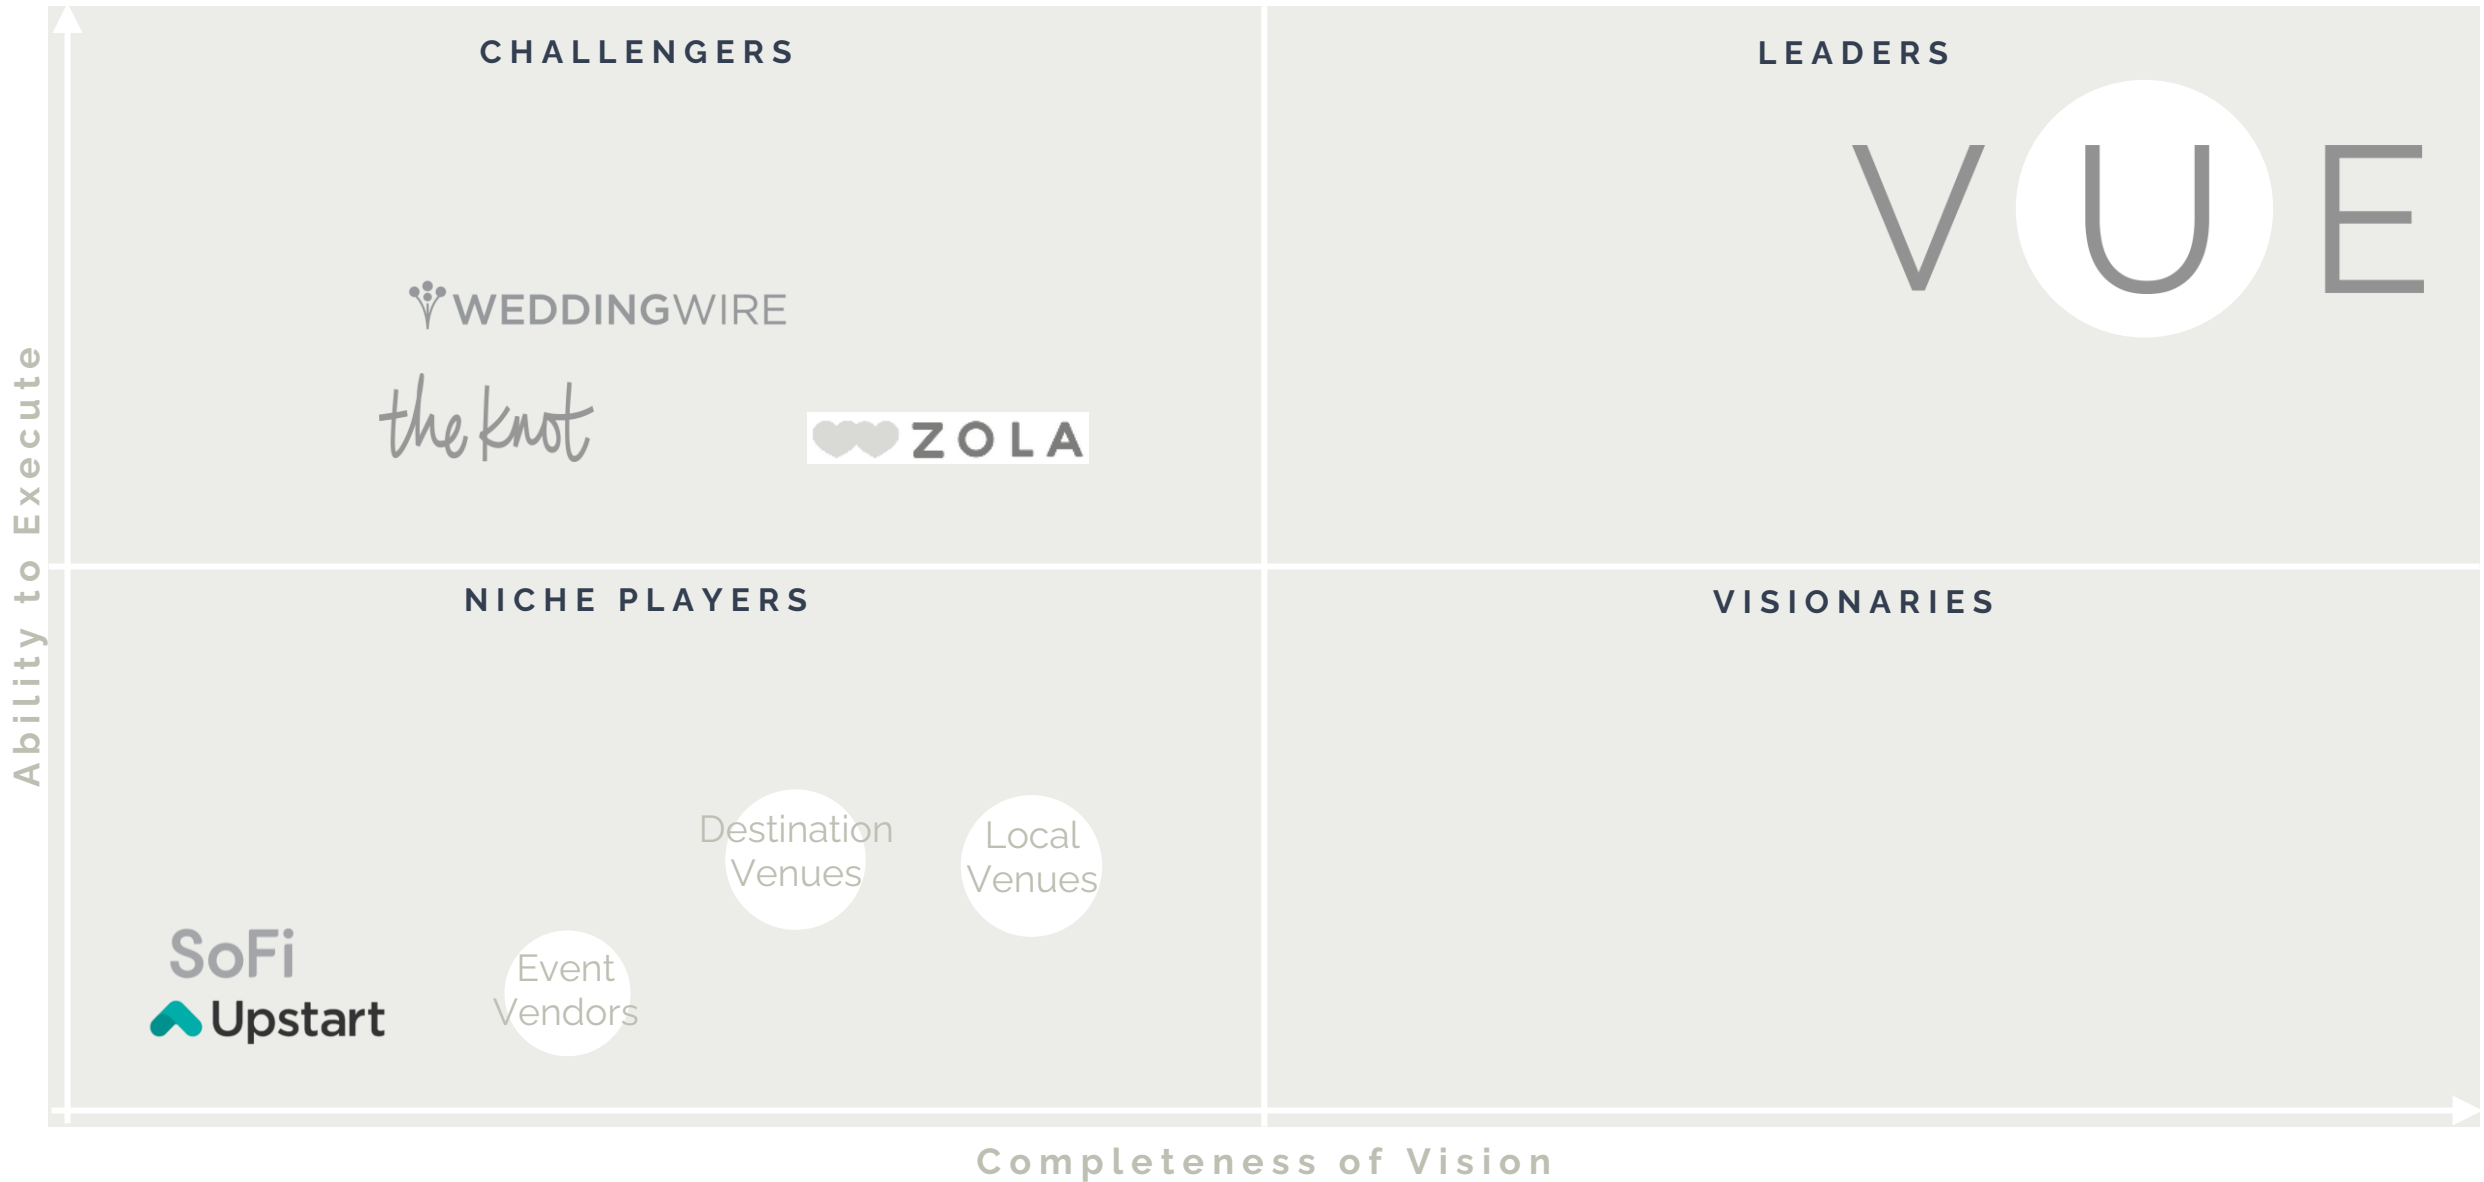 CHALLENGERS
LEADERS
VUE
WEDDINGWIRE
the knot
ZOLA
Ability to Execute
NICHE PLAYERS
VISIONARIES
Destination
Venues
Local
Venues
SoFi
Upstart
Event
Vendors
Completeness of Vision